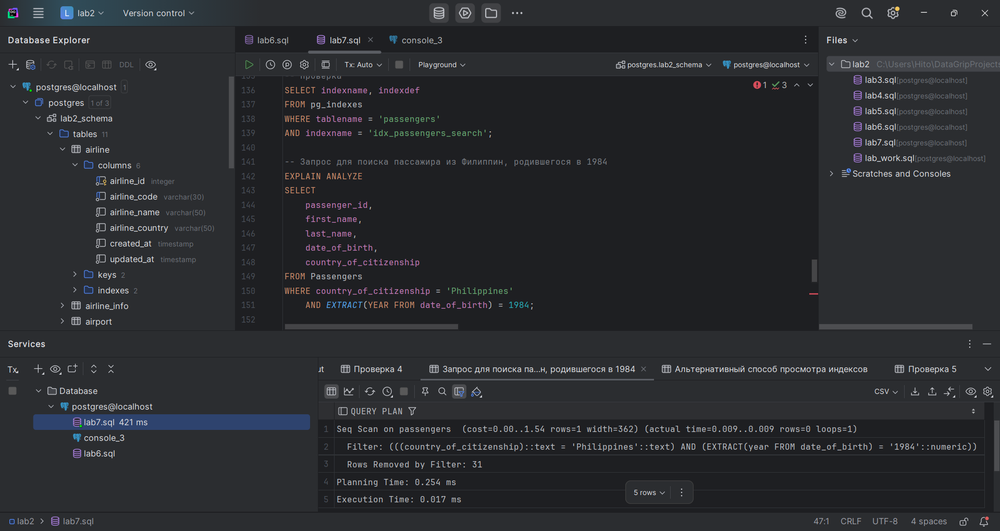 L lab2
Version control
Database Explorer
DDL
postgres@localhost 1
postgres 1 of 3
lab2_schema
tables 11
airline
columns 6
airline_id integer
airline_code varchar(30)
airline_name varchar(50)
airline_country varchar(50)
created_at timestamp
updated_at timestamp
keys 2
indexes 2
airline_info
airport
lab6.sql
lab7.sql
console_3
Tx: Auto
Playground
postgres.lab2_schema
postgres@localhost
1 3
135 -- Проверка
136 SELECT indexname, indexdef
137 FROM pg_indexes
138 WHERE tablename = 'passengers'
139 AND indexname = 'idx_passengers_search';
140
141 -- Запрос для поиска пассажира из Филиппин, родившегося в 1984
142 EXPLAIN ANALYZE
143 SELECT
144 passenger_id,
145 first_name,
146 last_name,
147 date_of_birth,
148 country_of_citizenship
149 FROM Passengers
150 WHERE country_of_citizenship = 'Philippines'
151 AND EXTRACT(YEAR FROM date_of_birth) = 1984;
152
Files
lab2 C:\Users\Hito\DataGripProjects
lab3.sql [postgres@localhost]
lab4.sql [postgres@localhost]
lab5.sql [postgres@localhost]
lab6.sql [postgres@localhost]
lab7.sql [postgres@localhost]
lab_work.sql [postgres@localhost]
Scratches and Consoles
Services
Tx
Database
postgres@localhost
lab7.sql 421 ms
console_3
lab6.sql
ut
Проверка 4
Запрос для поиска па...н, родившегося в 1984
Альтернативный способ просмотра индексов
Проверка 5
CSV
QUERY PLAN
1 Seq Scan on passengers (cost=0.00..1.54 rows=1 width=362) (actual time=0.009..0.009 rows=0 loops=1)
2 Filter: (((country_of_citizenship)::text = 'Philippines'::text) AND (EXTRACT(year FROM date_of_birth) = '1984'::numeric))
3 Rows Removed by Filter: 31
4 Planning Time: 0.254 ms
5 Execution Time: 0.017 ms
5 rows
lab2 > lab7.sql
47:1 CRLF UTF-8 4 spaces